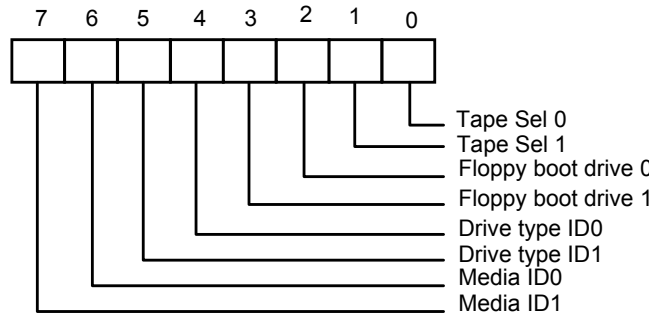 7 6 5 4 3 2 1 0
Tape Sel 0
Tape Sel 1
Floppy boot drive 0
Floppy boot drive 1
Drive type ID0
Drive type ID1
Media ID0
Media ID1